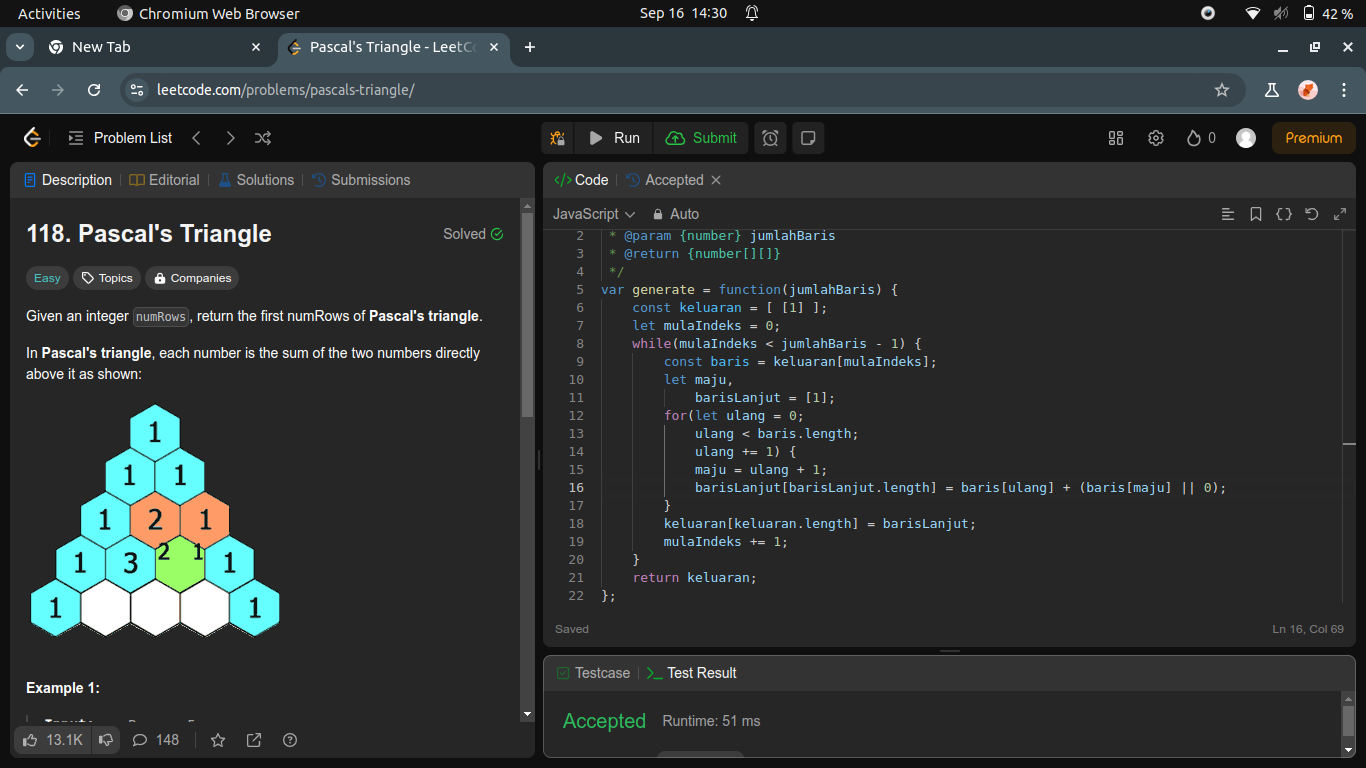 Activities
Chromium Web Browser
Sep 16 14:30
42 %
New Tab
Pascal's Triangle - LeetCo
leetcode.com/problems/pascals-triangle/
Problem List
Run
Submit
0
Premium
Description
Editorial
Solutions
Submissions
118. Pascal's Triangle
Solved
Easy
Topics
Companies
Given an integer numRows, return the first numRows of Pascal's triangle.
In Pascal's triangle, each number is the sum of the two numbers directly
above it as shown:
1
1 1
1 2 1
1 3 2 1 1
1 1
Example 1:
13.1K
148
Code
Accepted
JavaScript
Auto
2 * @param {number} jumlahBaris
3 * @return {number[][]}
4 */
5 var generate = function(jumlahBaris) {
6 const keluaran = [ [1] ];
7 let mulaIndeks = 0;
8 while(mulaIndeks < jumlahBaris - 1) {
9 const baris = keluaran[mulaIndeks];
10 let maju,
11 barisLanjut = [1];
12 for(let ulang = 0;
13 ulang < baris.length;
14 ulang += 1) {
15 maju = ulang + 1;
16 barisLanjut[barisLanjut.length] = baris[ulang] + (baris[maju] || 0);
17 }
18 keluaran[keluaran.length] = barisLanjut;
19 mulaIndeks += 1;
20 }
21 return keluaran;
22 };
Saved
Ln 16, Col 69
Testcase
Test Result
Accepted
Runtime: 51 ms